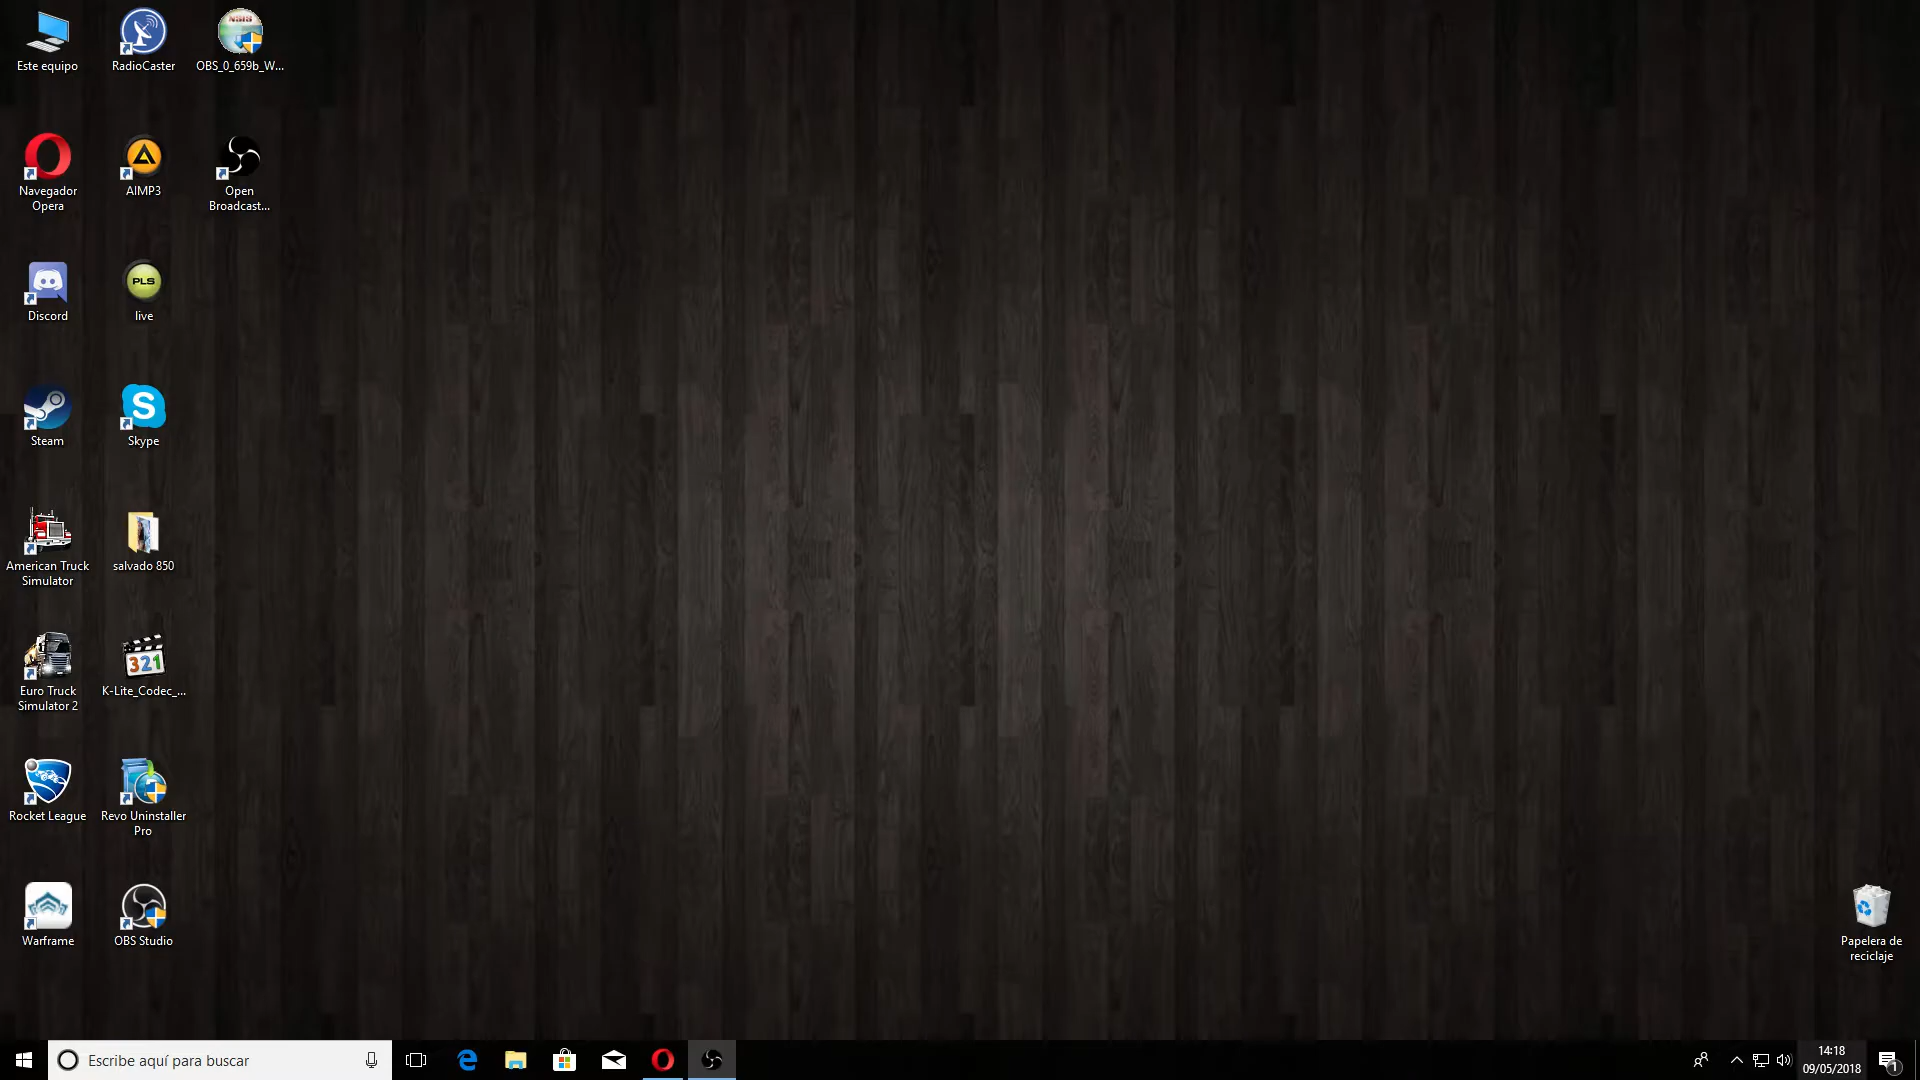 Este equipo
RadioCaster
NSIS
OBS_0_659b_W...
Navegador
Opera
AIMP3
Open
Broadcast...
Discord
PLS
live
Steam
S
Skype
American Truck
Simulator
salvado 850
Euro Truck
Simulator 2
321
K-Lite_Codec_...
Rocket League
Revo Uninstaller
Pro
Warframe
OBS Studio
Papelera de
reciclaje
Escribe aquí para buscar
14:18
09/05/2018
1